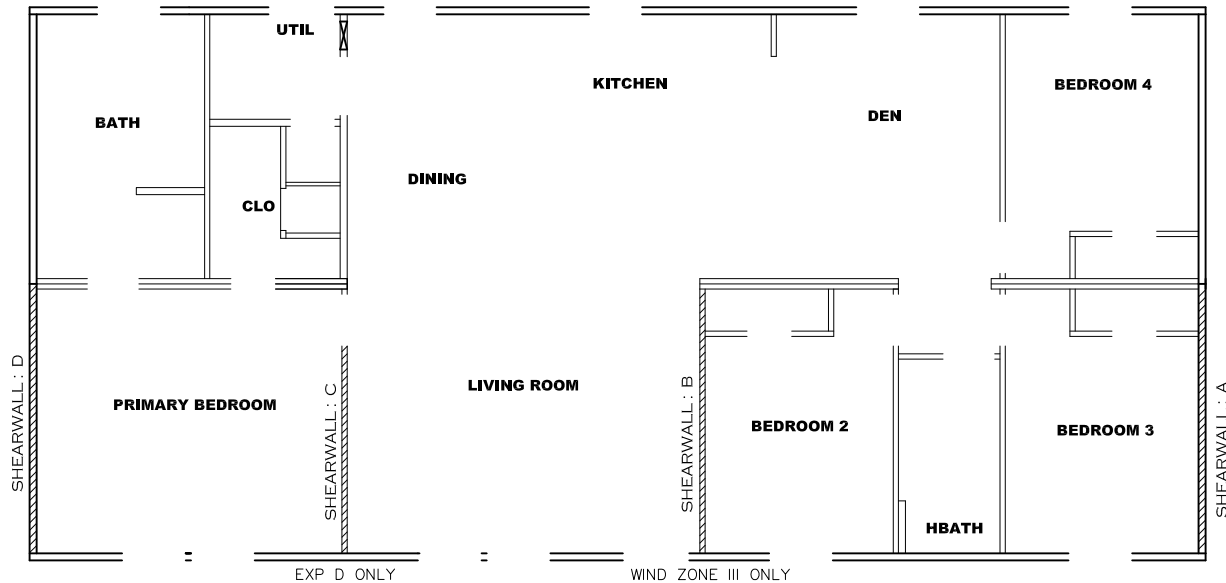 UTIL
KITCHEN
BEDROOM 4
BATH
DEN
DINING
CLO
SHEARWALL: D
PRIMARY BEDROOM
SHEARWALL: C
LIVING ROOM
SHEARWALL: B
BEDROOM 2
BEDROOM 3
SHEARWALL: A
HBATH
EXP D ONLY
WIND ZONE III ONLY